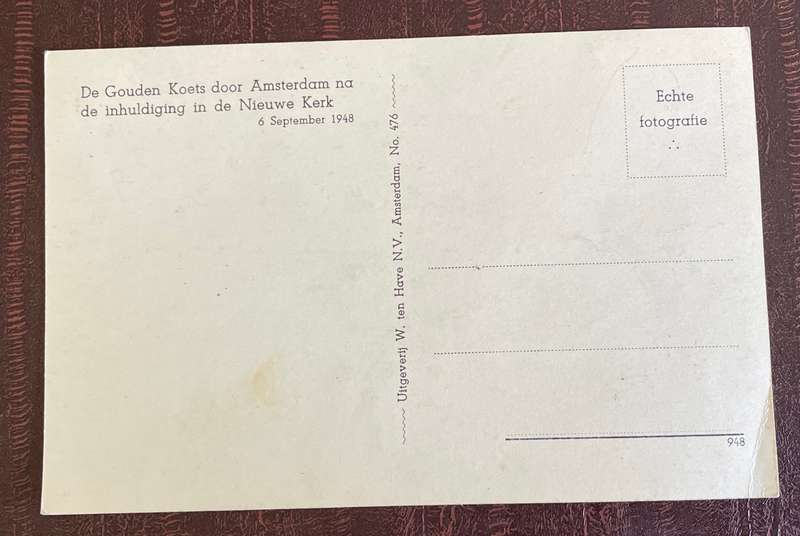 De Gouden Koets door Amsterdam na
de inhuldiging in de Nieuwe Kerk
6 September 1948
Uitgeverij W. ten Have N.V., Amsterdam, No. 476
Echte
fotografie
948